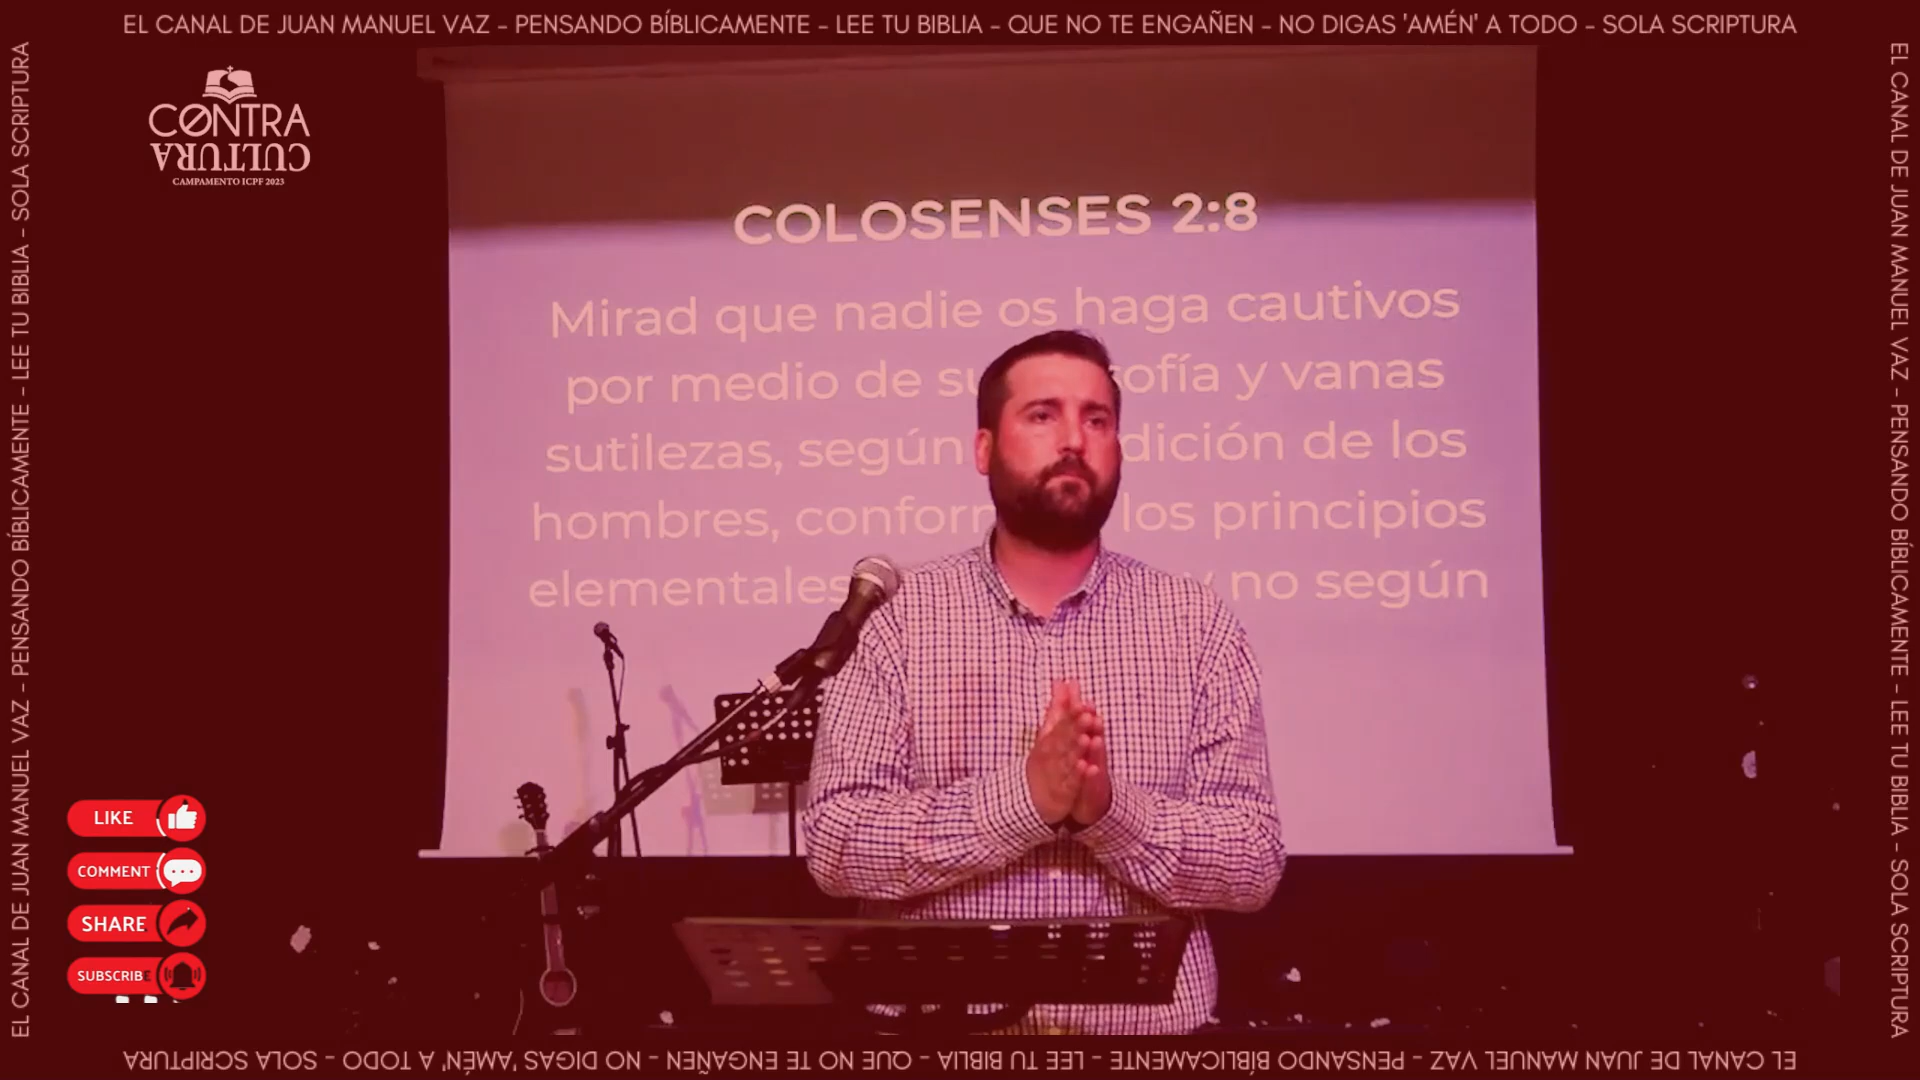 EL CANAL DE JUAN MANUEL VAZ - PENSANDO BÍBLICAMENTE - LEE TU BIBLIA - QUE NO TE ENGAÑEN - NO DIGAS 'AMÉN' A TODO - SOLA SCRIPTURA
EL CANAL DE JUAN MANUEL VAZ - PENSANDO BÍBLICAMENTE - LEE TU BIBLIA - SOLA SCRIPTURA
CØNTRA
CULTURA
CAMPAMENTO ICPF 2023
COLOSENSES 2:8
Mirad que nadie os haga cautivos
por medio de su y vanas
sutilezas, según de los
hombres, los principios
elementales y no según
LIKE
COMMENT
SHARE
SUBSCRIBE
EL CANAL DE JUAN MANUEL VAZ - PENSANDO BÍBLICAMENTE - LEE TU BIBLIA - SOLA SCRIPTURA
EL CANAL DE JUAN MANUEL VAZ - PENSANDO BÍBLICAMENTE - LEE TU BIBLIA - QUE NO TE ENGAÑEN - NO DIGAS 'AMÉN' A TODO - SOLA SCRIPTURA